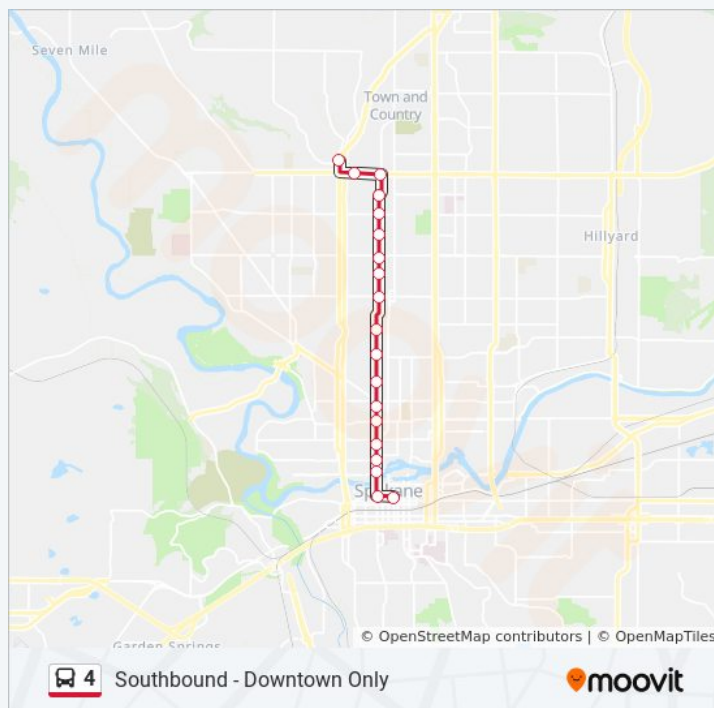 Seven Mile
Town and
Country
Hillyard
Spokane
Garden Springs
© OpenStreetMap contributors | © OpenMapTiles
4 Southbound - Downtown Only
moovit